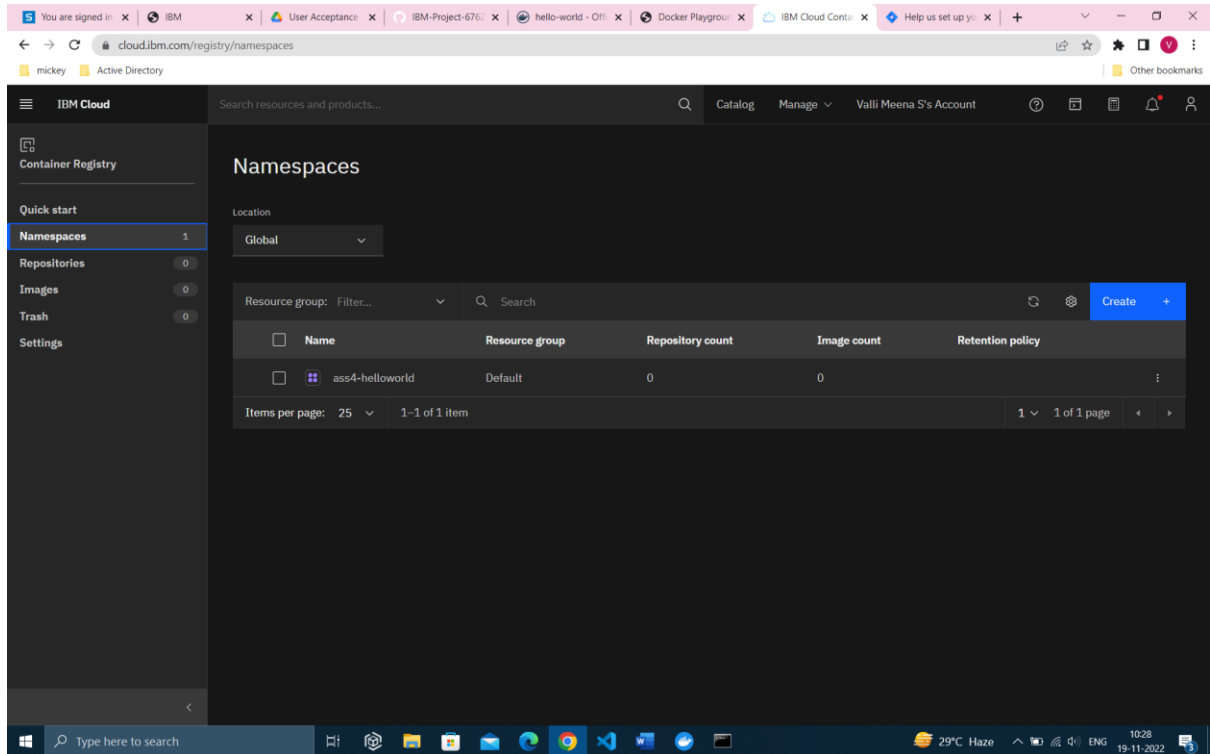 You are signed in
IBM
User Acceptance
IBM-Project-6762
hello-world - Offi
Docker Playgroun
IBM Cloud Conta
Help us set up yo
cloud.ibm.com/registry/namespaces
V
mickey
Active Directory
Other bookmarks
IBM Cloud
Search resources and products...
Catalog
Manage
Valli Meena S's Account
Container Registry
Quick start
Namespaces 1
Repositories 0
Images 0
Trash 0
Settings
Namespaces
Location
Global
Resource group: Filter...
Search
Create +
Name Resource group Repository count Image count Retention policy
ass4-helloworld Default 0 0
Items per page: 25 1–1 of 1 item 1 1 of 1 page
Type here to search
29°C Haze
ENG
10:28
19-11-2022
3